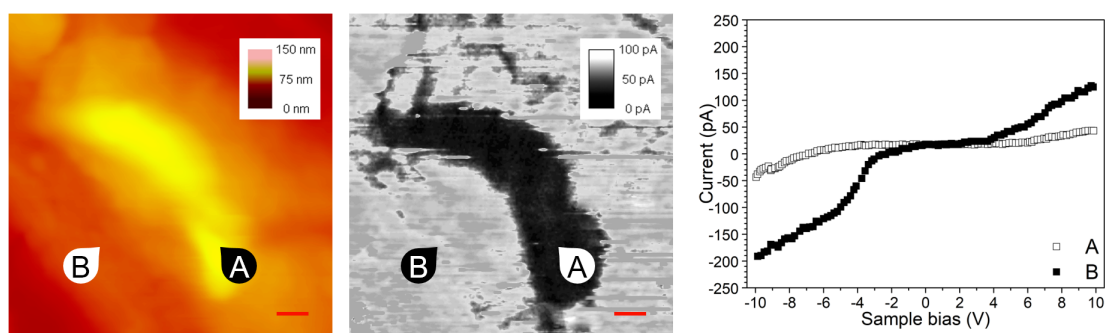 150 nm
75 nm
0 nm
B
A
100 pA
50 pA
0 pA
B
A
Current (pA)
250
200
150
100
50
0
-50
-100
-150
-200
-250
A
B
-10 -8 -6 -4 -2 0 2 4 6 8 10
Sample bias (V)